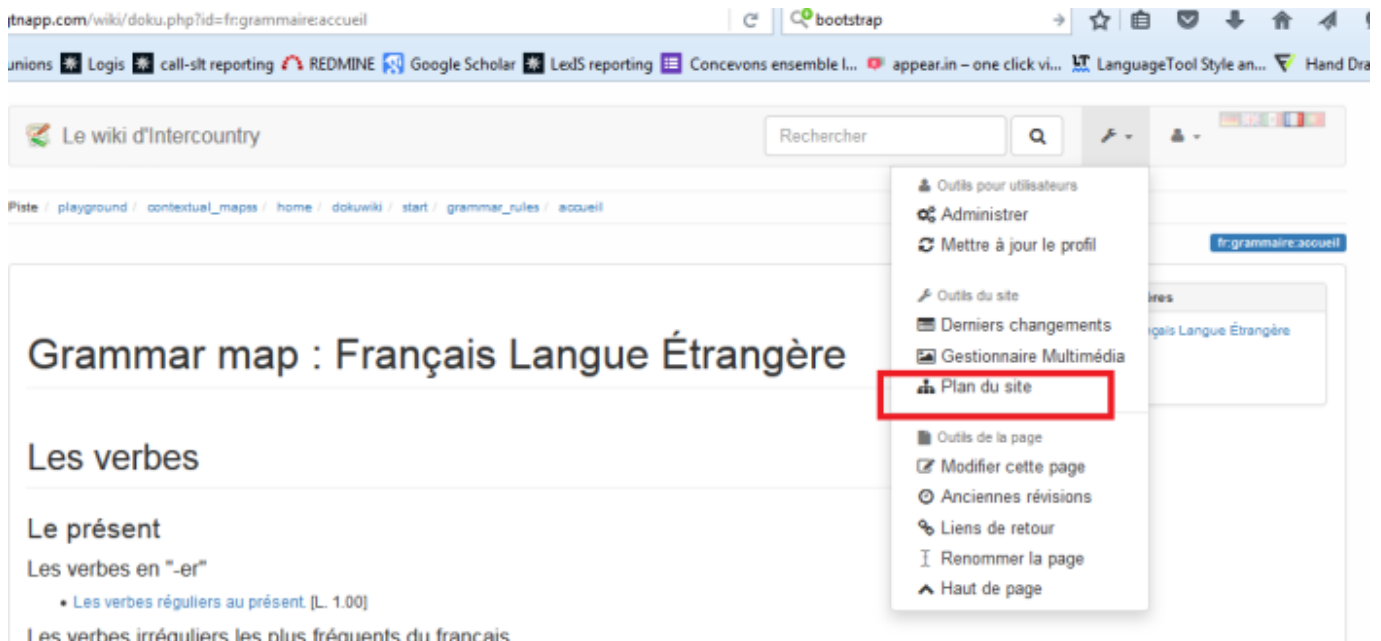 gtnapp.com/wiki/doku.php?id=fr:grammaire:accueil bootstrap
unions Logis call-slt reporting REDMINE Google Scholar LexIS reporting Concevons ensemble l... appear.in – one click vi... LanguageTool Style an... Hand Dra
Le wiki d'Intercountry Rechercher
Piste / playground / contextual_mapss / home / dokuwiki / start / grammar_rules / accueil
fr:grammaire:accueil
Outils pour utilisateurs
Administrer
Mettre à jour le profil
Outils du site
Derniers changements
Gestionnaire Multimédia
Plan du site
Outils de la page
Modifier cette page
Anciennes révisions
Liens de retour
Renommer la page
Haut de page
Langue Étrangère
Grammar map : Français Langue Étrangère
Les verbes
Le présent
Les verbes en "-er"
• Les verbes réguliers au présent. [L. 1.00]
Les verbes irréguliers les plus fréquents du français